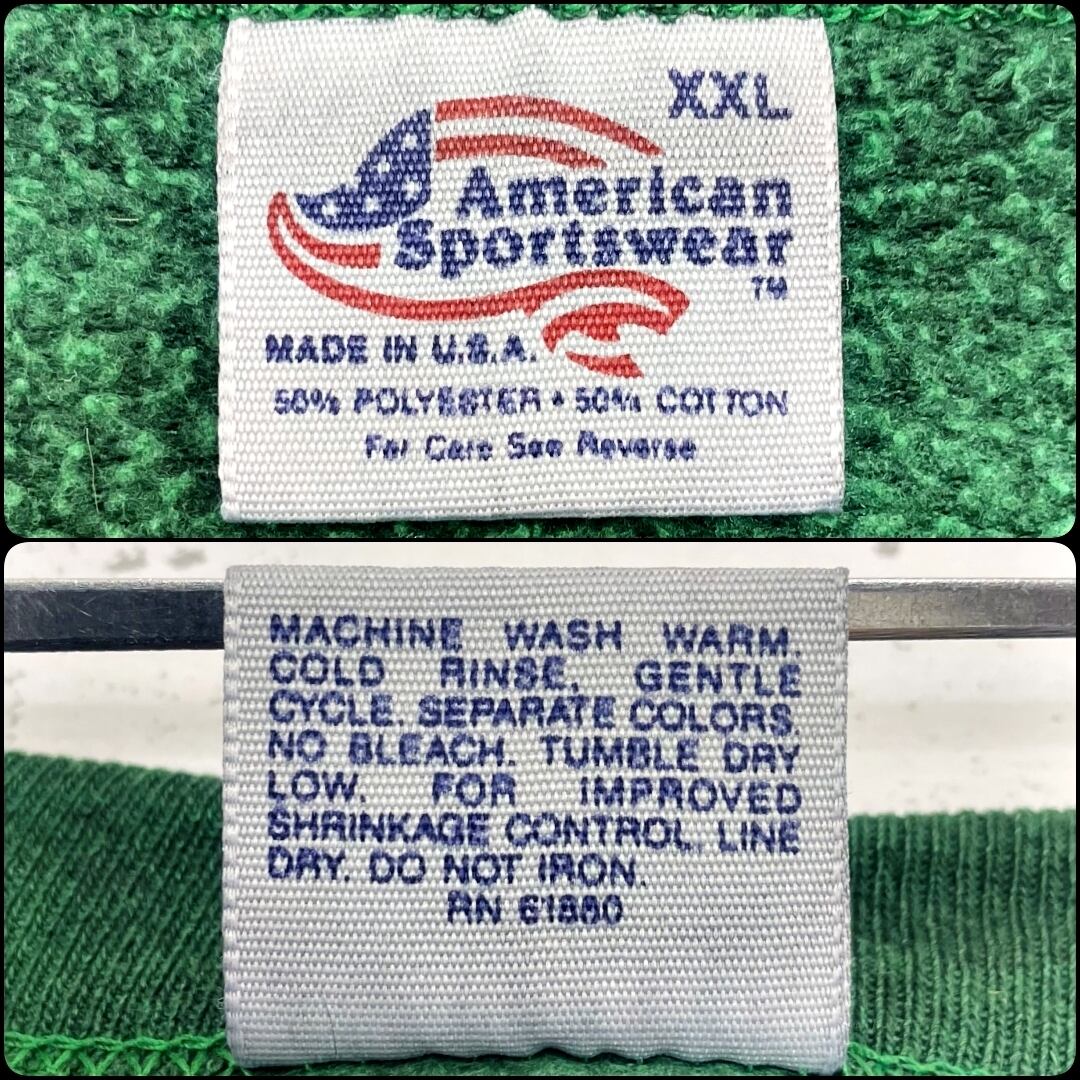 XXL
American
Sportswear
TM
MADE IN U.S.A.
50% POLYESTER • 50% COTTON
For Care See Reverse
MACHINE WASH WARM.
COLD RINSE, GENTLE
CYCLE. SEPARATE COLORS.
NO BLEACH. TUMBLE DRY
LOW. FOR IMPROVED
SHRINKAGE CONTROL, LINE
DRY. DO NOT IRON.
RN 61880